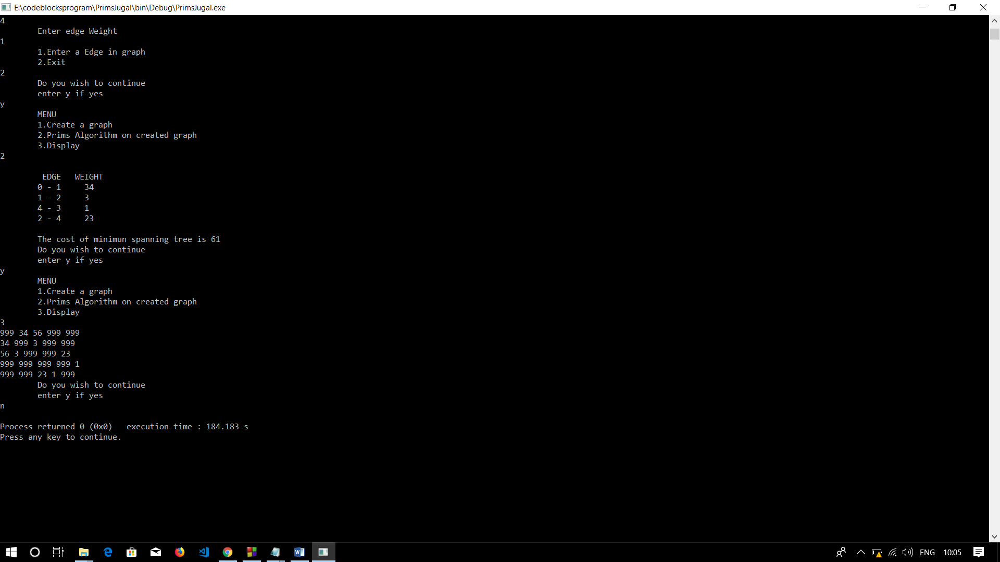 E:\codeblocksprogram\PrimsJugal\bin\Debug\PrimsJugal.exe
4
Enter edge Weight
1
1.Enter a Edge in graph
2.Exit
2
Do you wish to continue
enter y if yes
y
MENU
1.Create a graph
2.Prims Algorithm on created graph
3.Display
2
EDGE WEIGHT
0 - 1 34
1 - 2 3
4 - 3 1
2 - 4 23
The cost of minimun spanning tree is 61
Do you wish to continue
enter y if yes
y
MENU
1.Create a graph
2.Prims Algorithm on created graph
3.Display
3
999 34 56 999 999
34 999 3 999 999
56 3 999 999 23
999 999 999 999 1
999 999 23 1 999
Do you wish to continue
enter y if yes
n
Process returned 0 (0x0) execution time : 184.183 s
Press any key to continue.
ENG 10:05